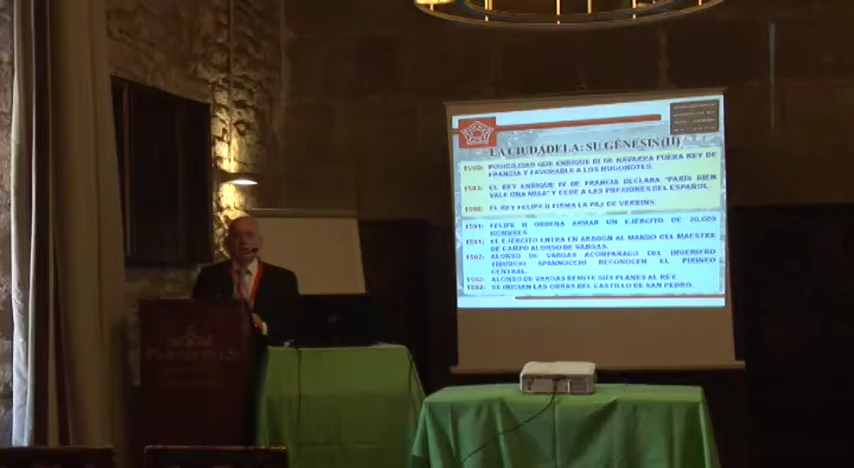 LA CIUDADELA: SU GÉNESIS (II)
1580: POSIBILIDAD QUE ENRIQUE III DE NAVARRA FUERA REY DE
FRANCIA Y FAVORABLE A LOS HUGONOTES.
EL REY ENRIQUE IV DE FRANCIA DECLARA "PARÍS BIEN
VALE UNA MISA" Y CEDE A LAS PRESIONES DEL ESPAÑOL.
1598: EL REY FELIPE II FIRMA LA PAZ DE VERBINS.
1591: FELIPE II ORDENA ARMAR UN EJÉRCITO DE 20.000
HOMBRES.
1591: EL EJÉRCITO ENTRA EN ARAGÓN AL MANDO DEL MAESTRE
DE CAMPO ALONSO DE VARGAS.
1592: ALONSO DE VARGAS ACOMPAÑADO DEL INGENIERO
TIBURCIO SPANNOCCHI RECONOCEN EL PIRINEO
CENTRAL.
1592: ALONSO DE VARGAS REMITE SUS PLANES AL REY.
1592: SE INICIAN LAS OBRAS DEL CASTILLO DE SAN PEDRO.
PARADORES